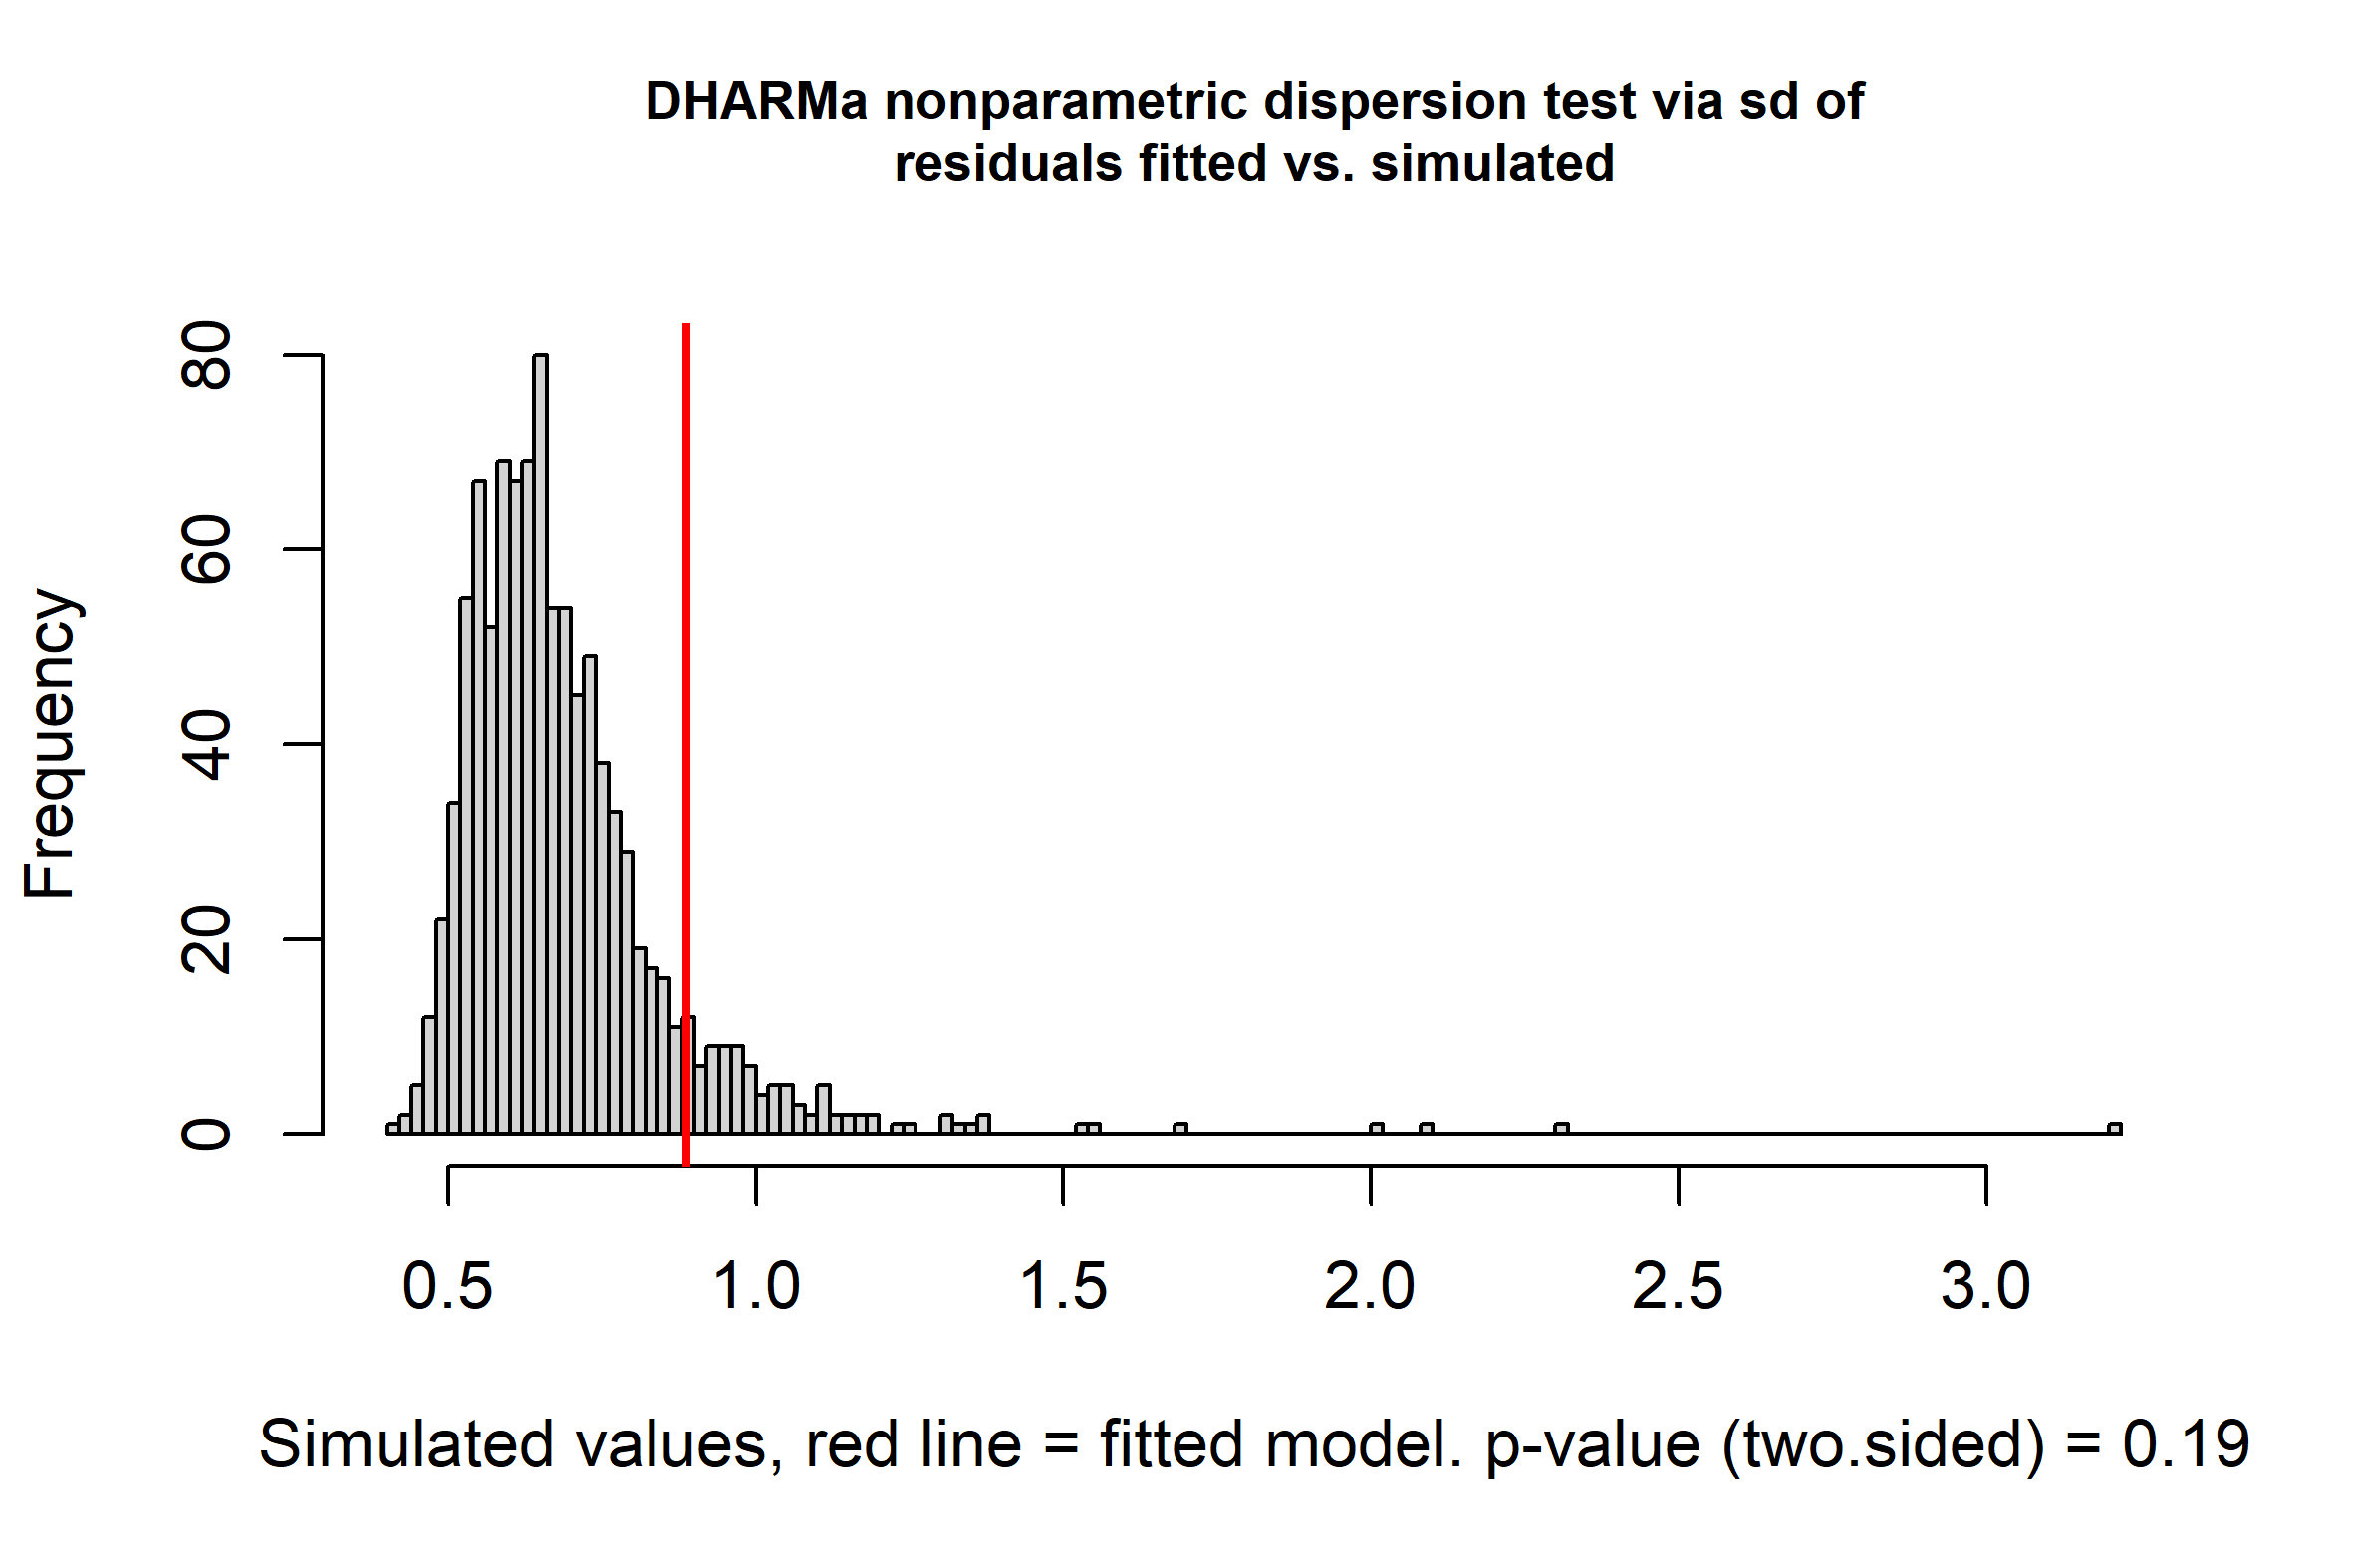 DHARMa nonparametric dispersion test via sd of
residuals fitted vs. simulated
Frequency
80
60
40
20
0
0.5 1.0 1.5 2.0 2.5 3.0
Simulated values, red line = fitted model. p-value (two.sided) = 0.19